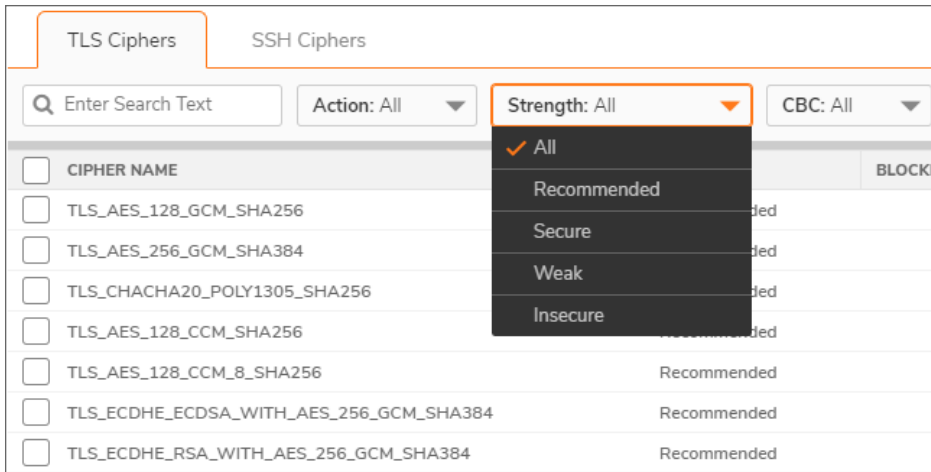 TLS Ciphers SSH Ciphers
Enter Search Text Action: All Strength: All CBC: All
All
Recommended
Secure
Weak
Insecure
CIPHER NAME
TLS_AES_128_GCM_SHA256
TLS_AES_256_GCM_SHA384
TLS_CHACHA20_POLY1305_SHA256
TLS_AES_128_CCM_SHA256
TLS_AES_128_CCM_8_SHA256 Recommended
TLS_ECDHE_ECDSA_WITH_AES_256_GCM_SHA384 Recommended
TLS_ECDHE_RSA_WITH_AES_256_GCM_SHA384 Recommended